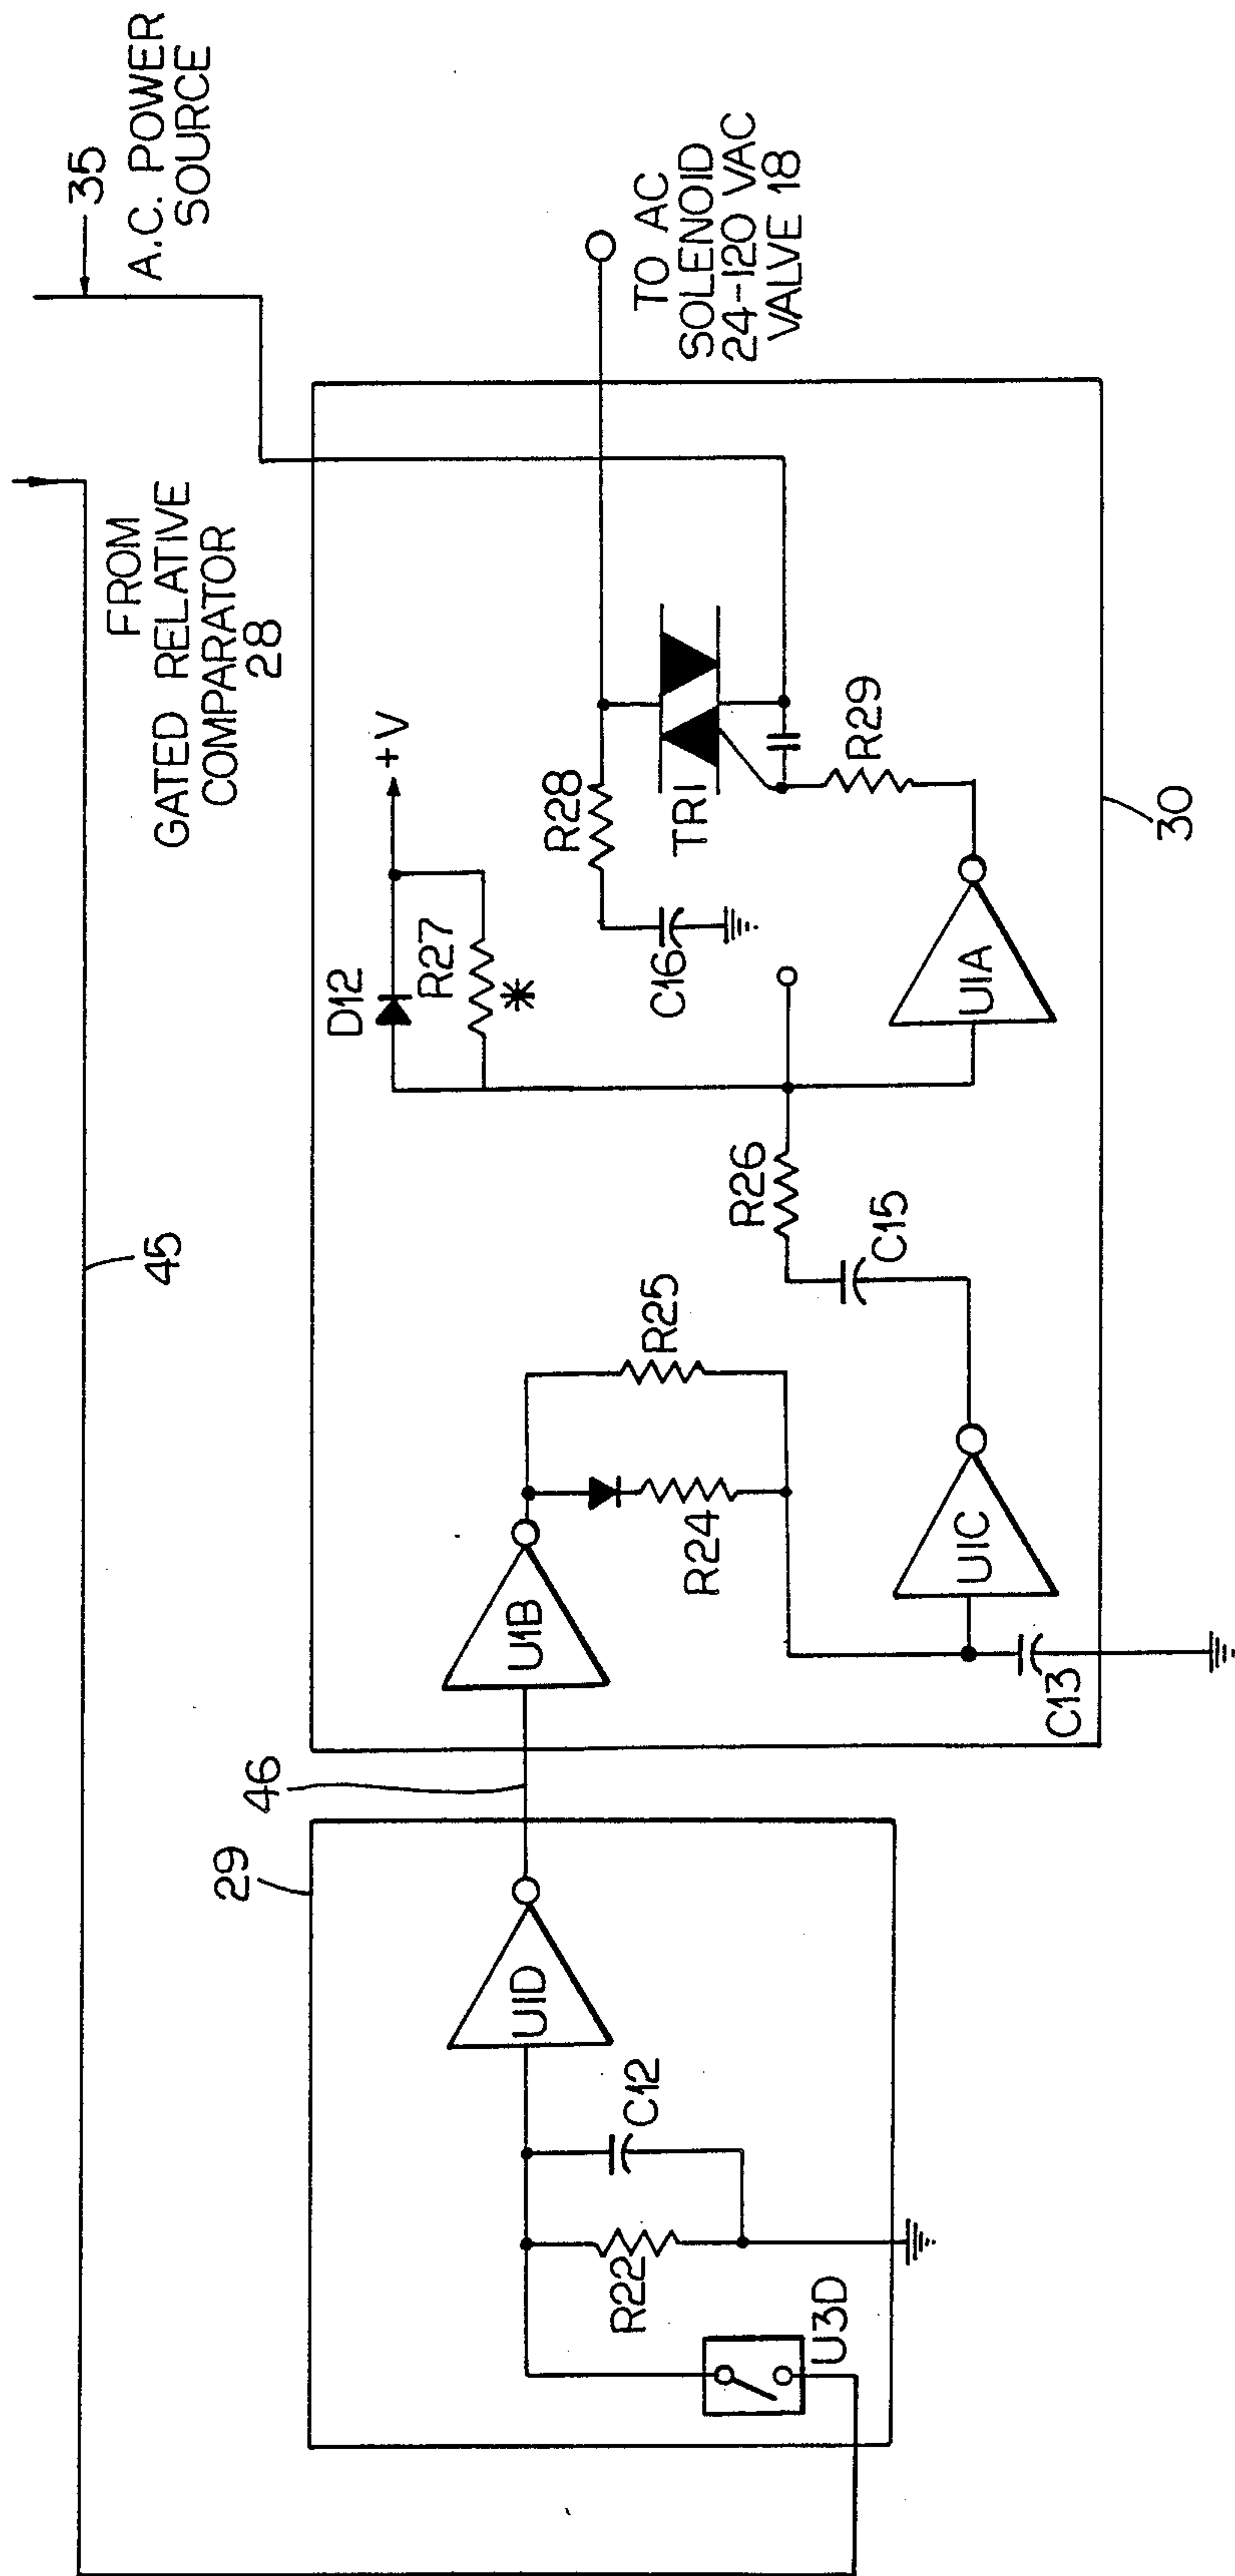 35
A.C. POWER
SOURCE
FROM
GATED RELATIVE
COMPARATOR
28
45
TO AC
SOLENOID
24-120 VAC
VALVE 18
D12
+V
R27
*
R28
C16
TR1
R29
U1A
30
R26
C15
R25
R24
U1B
U1C
C13
46
29
U1D
C12
R22
U3D